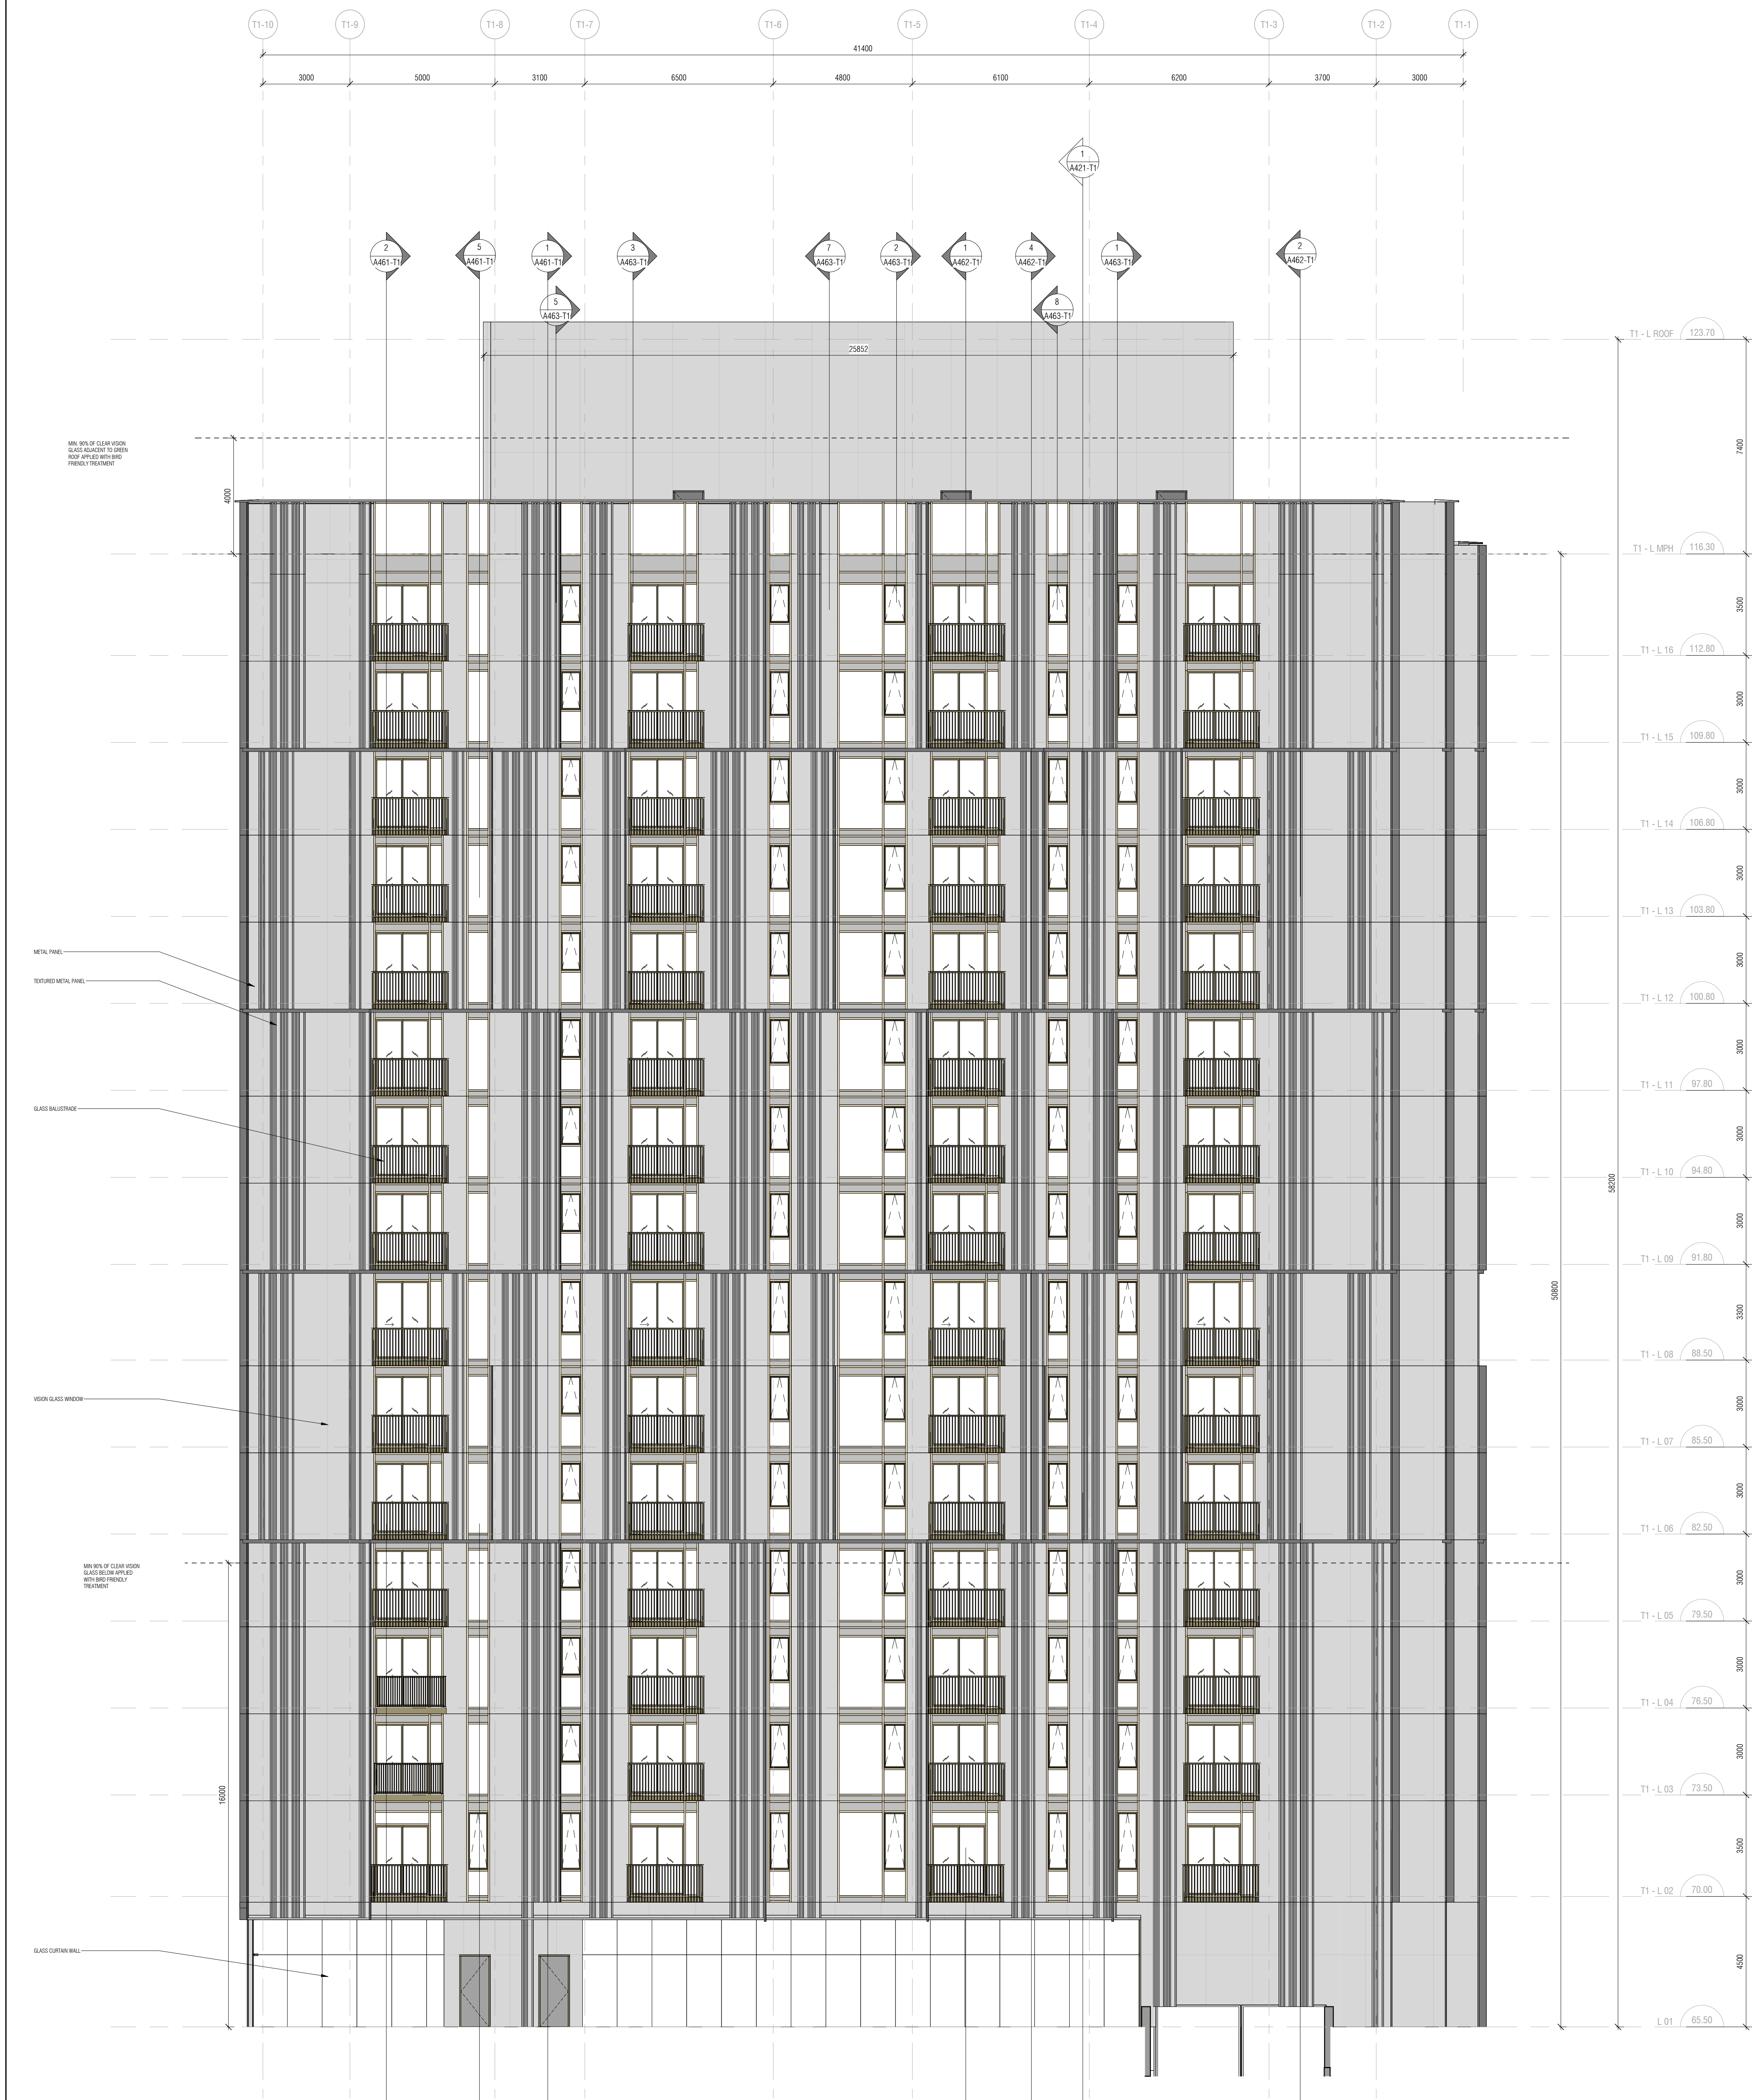 T1-10 T1-9 T1-8 T1-7 T1-6 T1-5 T1-4 T1-3 T1-2 T1-1
41400
3000 5000 3100 6500 4800 6100 6200 3700 3000
1
A421-T1
2
A461-T1
5
A461-T1
1
A461-T1
3
A463-T1
7
A463-T1
2
A463-T1
1
A462-T1
4
A462-T1
1
A463-T1
2
A462-T1
5
A463-T1
8
A463-T1
T1 - L ROOF 123.70
25852
MIN. 90% OF CLEAR VISION
GLASS ADJACENT TO GREEN
ROOF APPLIED WITH BIRD
FRIENDLY TREATMENT
4000
7400
T1 - L MPH 116.30
3500
T1 - L 16 112.80
3000
T1 - L 15 109.80
3000
T1 - L 14 106.80
3000
T1 - L 13 103.80
METAL PANEL
3000
TEXTURED METAL PANEL
T1 - L 12 100.80
3000
T1 - L 11 97.80
GLASS BALUSTRADE
3000
T1 - L 10 94.80
58200
3000
T1 - L 09 91.80
50800
3300
T1 - L 08 88.50
VISION GLASS WINDOW
3000
T1 - L 07 85.50
3000
T1 - L 06 82.50
MIN 90% OF CLEAR VISION
GLASS BELOW APPLIED
WITH BIRD FRIENDLY
TREATMENT
3000
T1 - L 05 79.50
3000
T1 - L 04 76.50
3000
T1 - L 03 73.50
16000
3500
T1 - L 02 70.00
GLASS CURTAIN WALL
4500
L 01 65.50